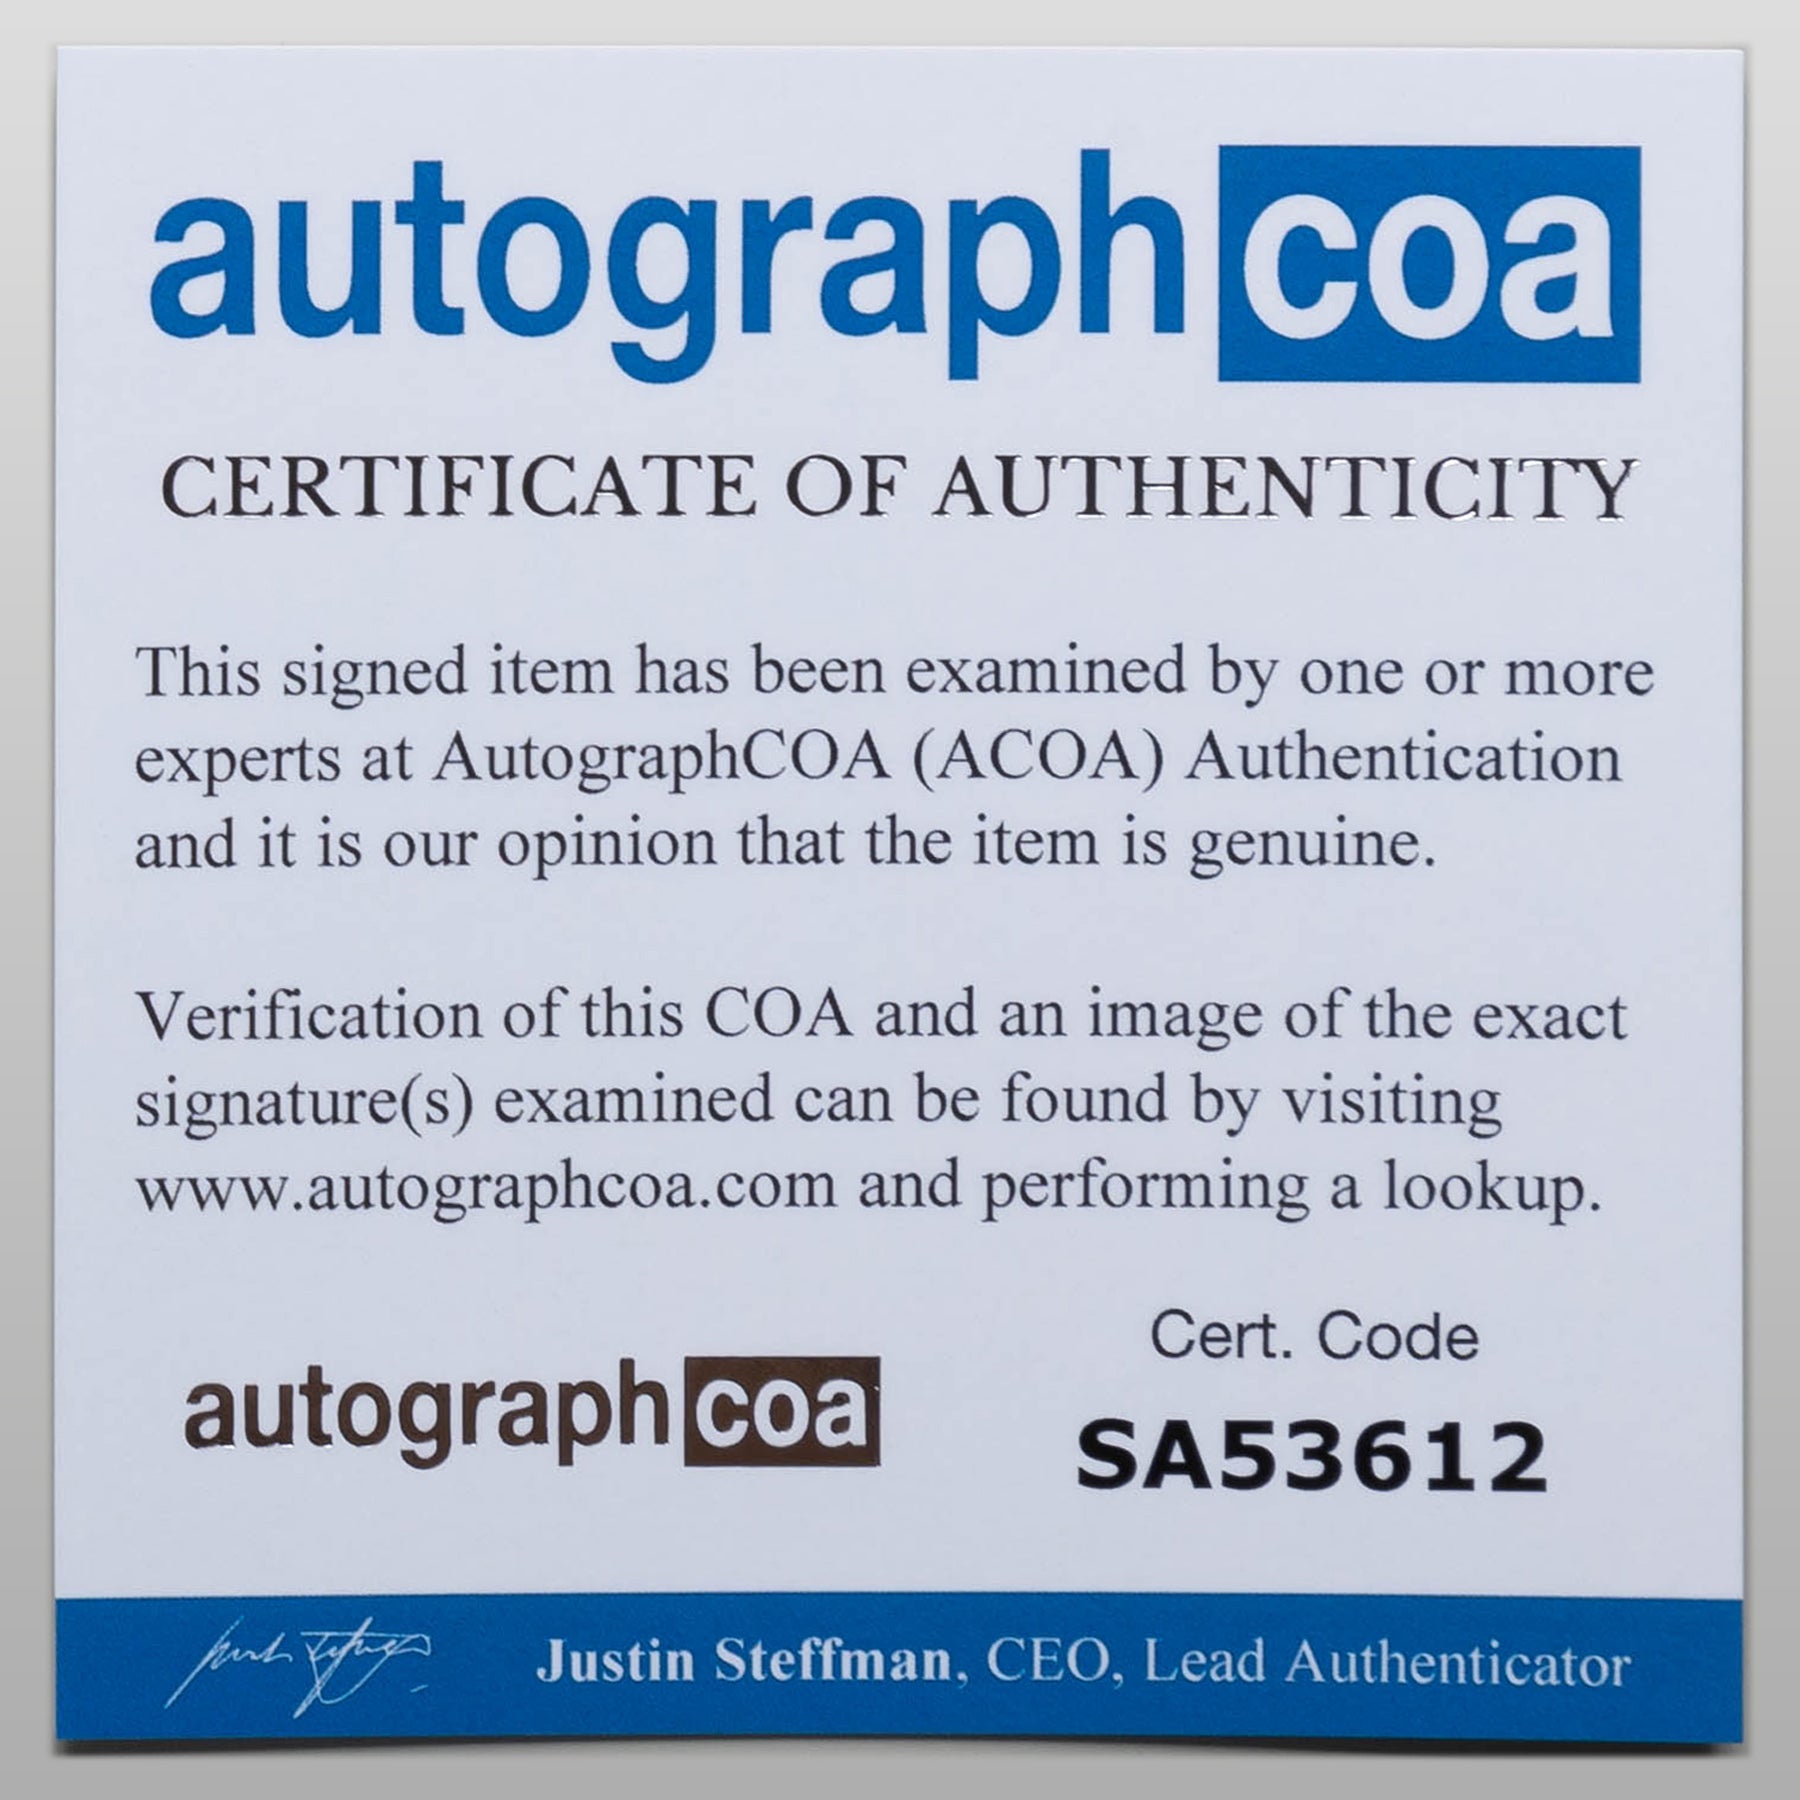 autographcoa
CERTIFICATE OF AUTHENTICITY
This signed item has been examined by one or more
experts at AutographCOA (ACOA) Authentication
and it is our opinion that the item is genuine.
Verification of this COA and an image of the exact
signature(s) examined can be found by visiting
www.autographcoa.com and performing a lookup.
Cert. Code
autographcoa
SA53612
Justin Steffman, CEO, Lead Authenticator